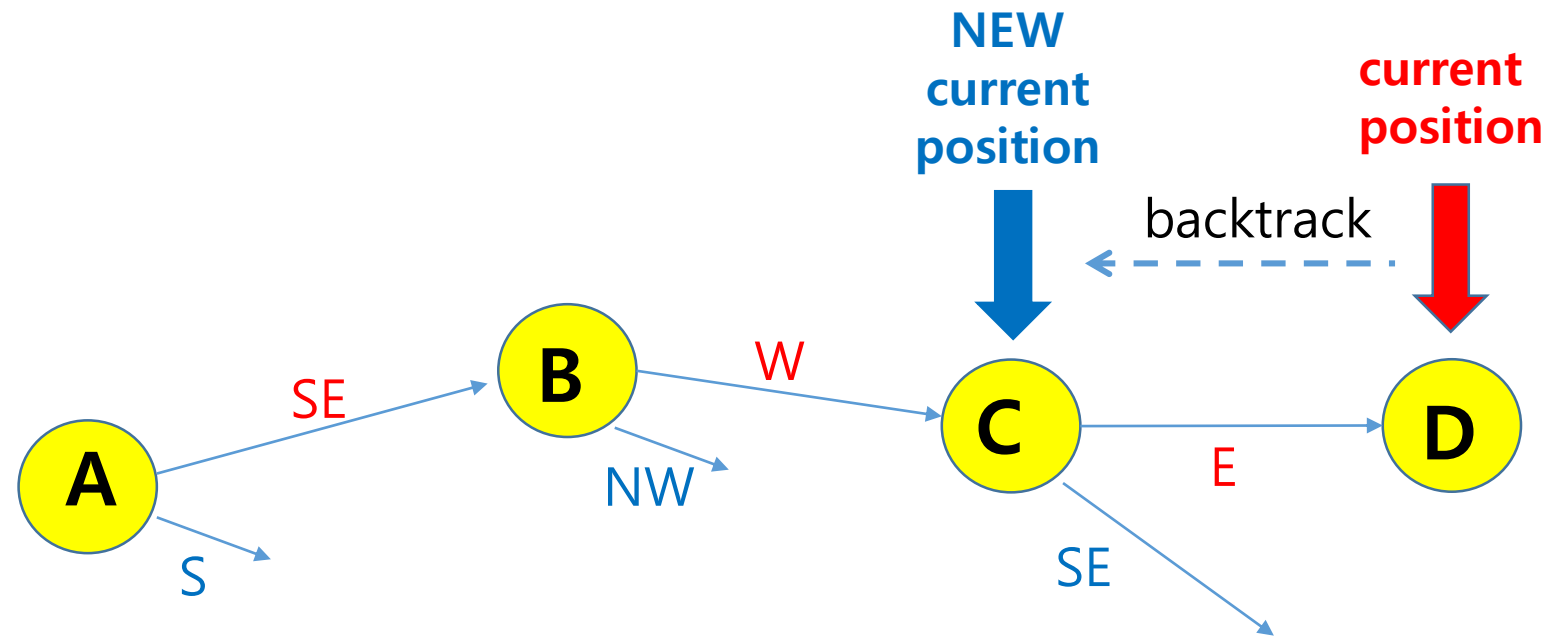 NEW
current
position
current
position
backtrack
SE
B
W
A
NW
C
E
D
S
SE